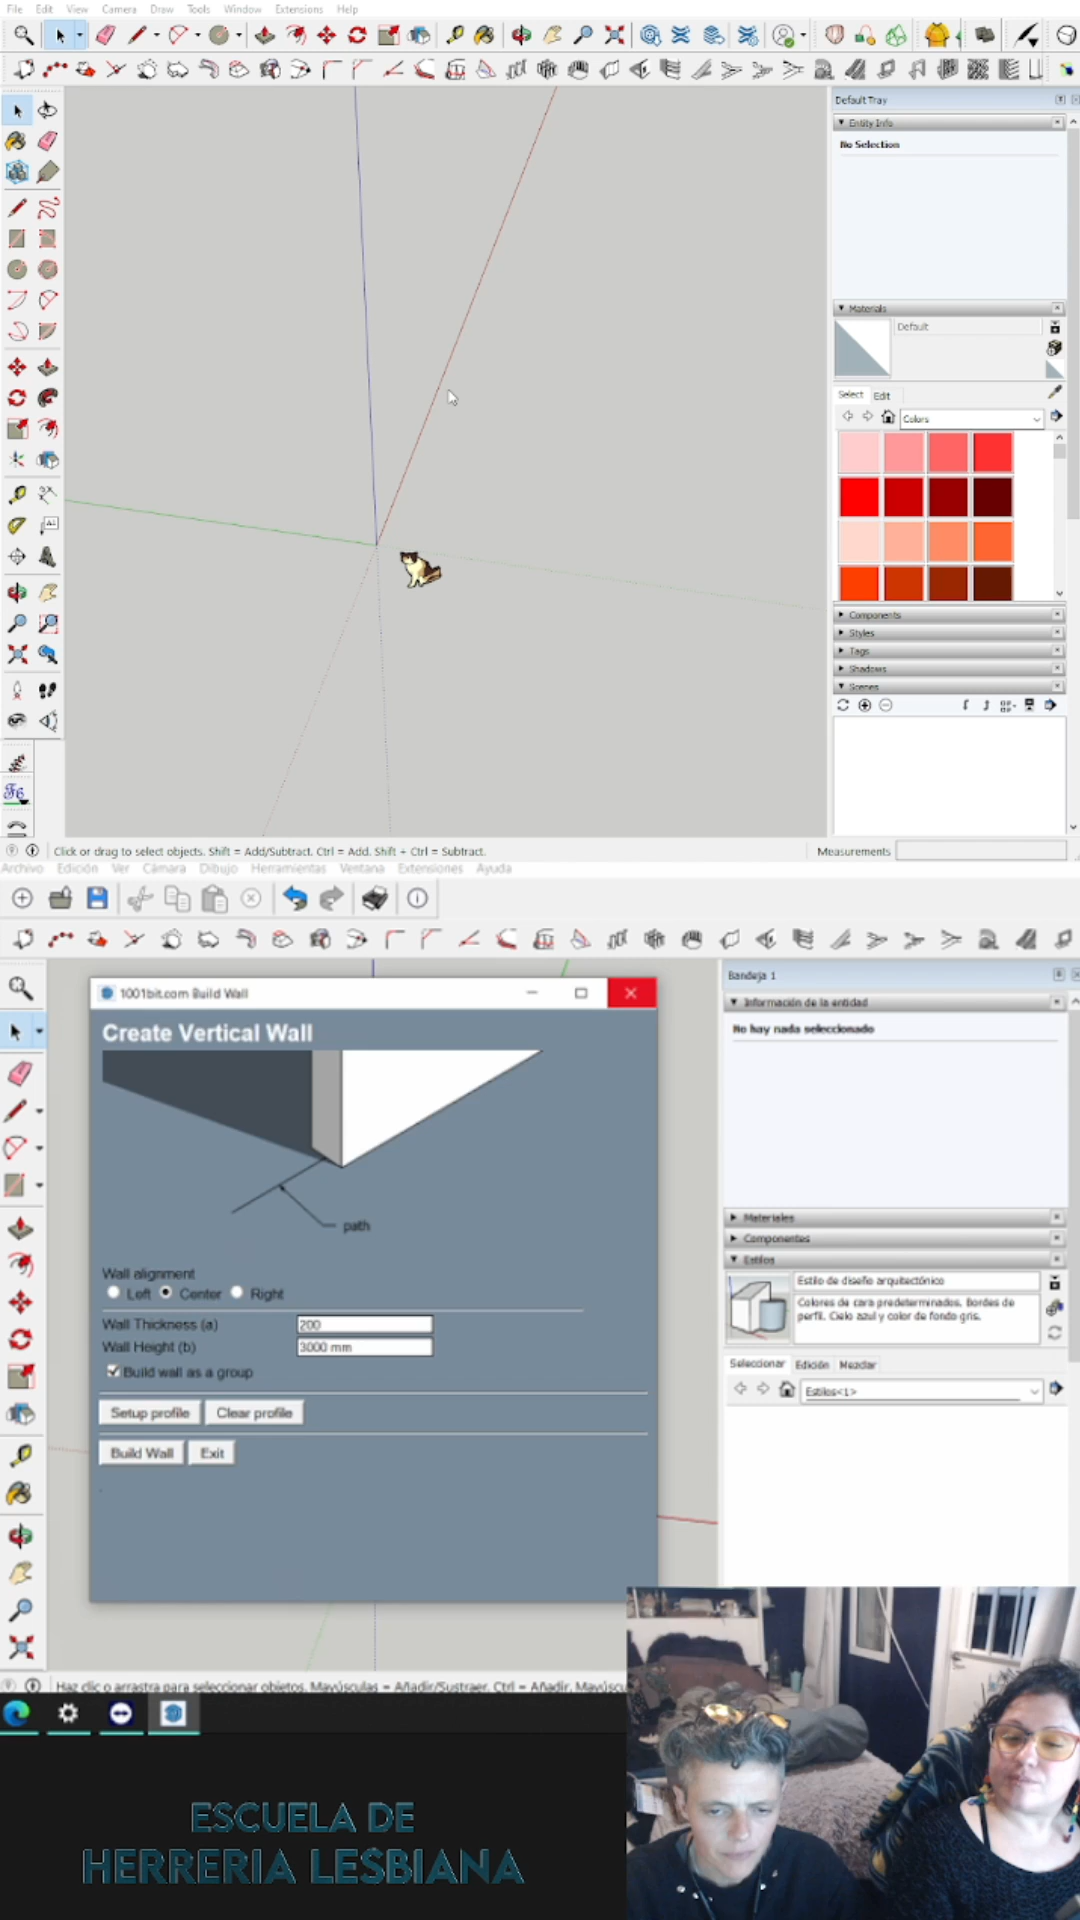 File Edit View Camera Draw Tools Window Extensions Help
Default Tray
Entity Info
No Selection
Materials
Default
Select Edit
Colors
Components
Styles
Tags
Shadows
Scenes
Click or drag to select objects. Shift = Add/Subtract. Ctrl = Add. Shift + Ctrl = Subtract.
Measurements
Archivo Edición Ver Cámara Dibujo Herramientas Ventana Extensiones Ayuda
Bandeja 1
1001bit.com Build Wall
Información de la entidad
Create Vertical Wall
No hay nada seleccionado
path
Materiales
Componentes
Estilos
Estilo de diseño arquitectónico
Colores de cara predeterminados. Bordes de
perfil. Cielo azul y color de fondo gris.
Wall alignment
Left Center Right
Wall Thickness (a) 200
Wall Height (b) 3000 mm
Build wall as a group
Seleccionar Edición Mezclar
Estilos<1>
Setup profile Clear profile
Build Wall Exit
Haz clic o arrastra para seleccionar objetos. Mayúsculas = Añadir/Sustraer. Ctrl = Añadir. Mayúscu
ESCUELA DE
HERRERIA LESBIANA